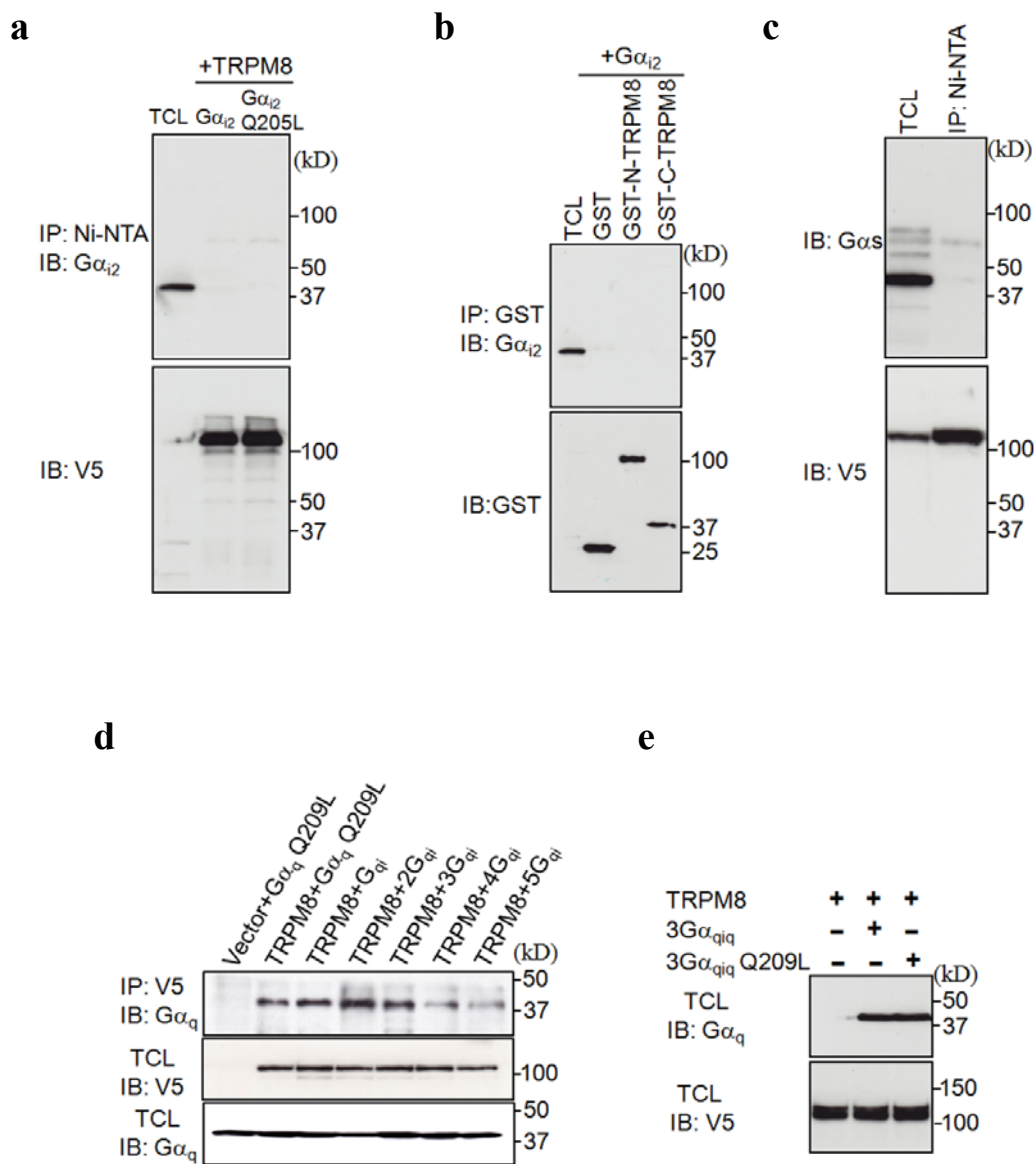 a
+TRPM8
TCL Gαi2 Gαi2 Q205L
(kD)
100
50
37
IP: Ni-NTA
IB: Gαi2
100
50
37
IB: V5
b
+Gαi2
TCL GST GST-N-TRPM8 GST-C-TRPM8
(kD)
100
50
37
IP: GST
IB: Gαi2
100
37
25
IB:GST
c
TCL IP: Ni-NTA
(kD)
100
50
37
IB: Gαs
100
50
37
IB: V5
d
Vector+Gαq Q209L
TRPM8+Gαq Q209L
TRPM8+Gqi
TRPM8+2Gqi
TRPM8+3Gqi
TRPM8+4Gqi
TRPM8+5Gqi
(kD)
IP: V5
IB: Gαq
50
37
TCL
IB: V5
100
TCL
IB: Gαq
50
37
e
TRPM8 + + +
3Gαqiq - + -
3Gαqiq Q209L - - +
(kD)
TCL
IB: Gαq
50
37
TCL
IB: V5
150
100